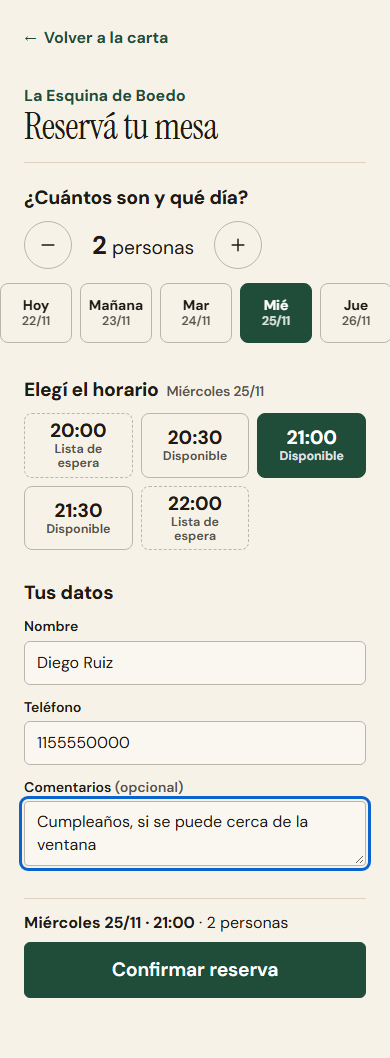 ← Volver a la carta
La Esquina de Boedo
Reservá tu mesa
¿Cuántos son y qué día?
− 2 personas +
Hoy Mañana Mar Mié Jue
22/11 23/11 24/11 25/11 26/11
Elegí el horario Miércoles 25/11
20:00
Lista de
espera
20:30
Disponible
21:00
Disponible
21:30
Disponible
22:00
Lista de
espera
Tus datos
Nombre
Diego Ruiz
Teléfono
1155550000
Comentarios (opcional)
Cumpleaños, si se puede cerca de la
ventana
Miércoles 25/11 · 21:00 · 2 personas
Confirmar reserva